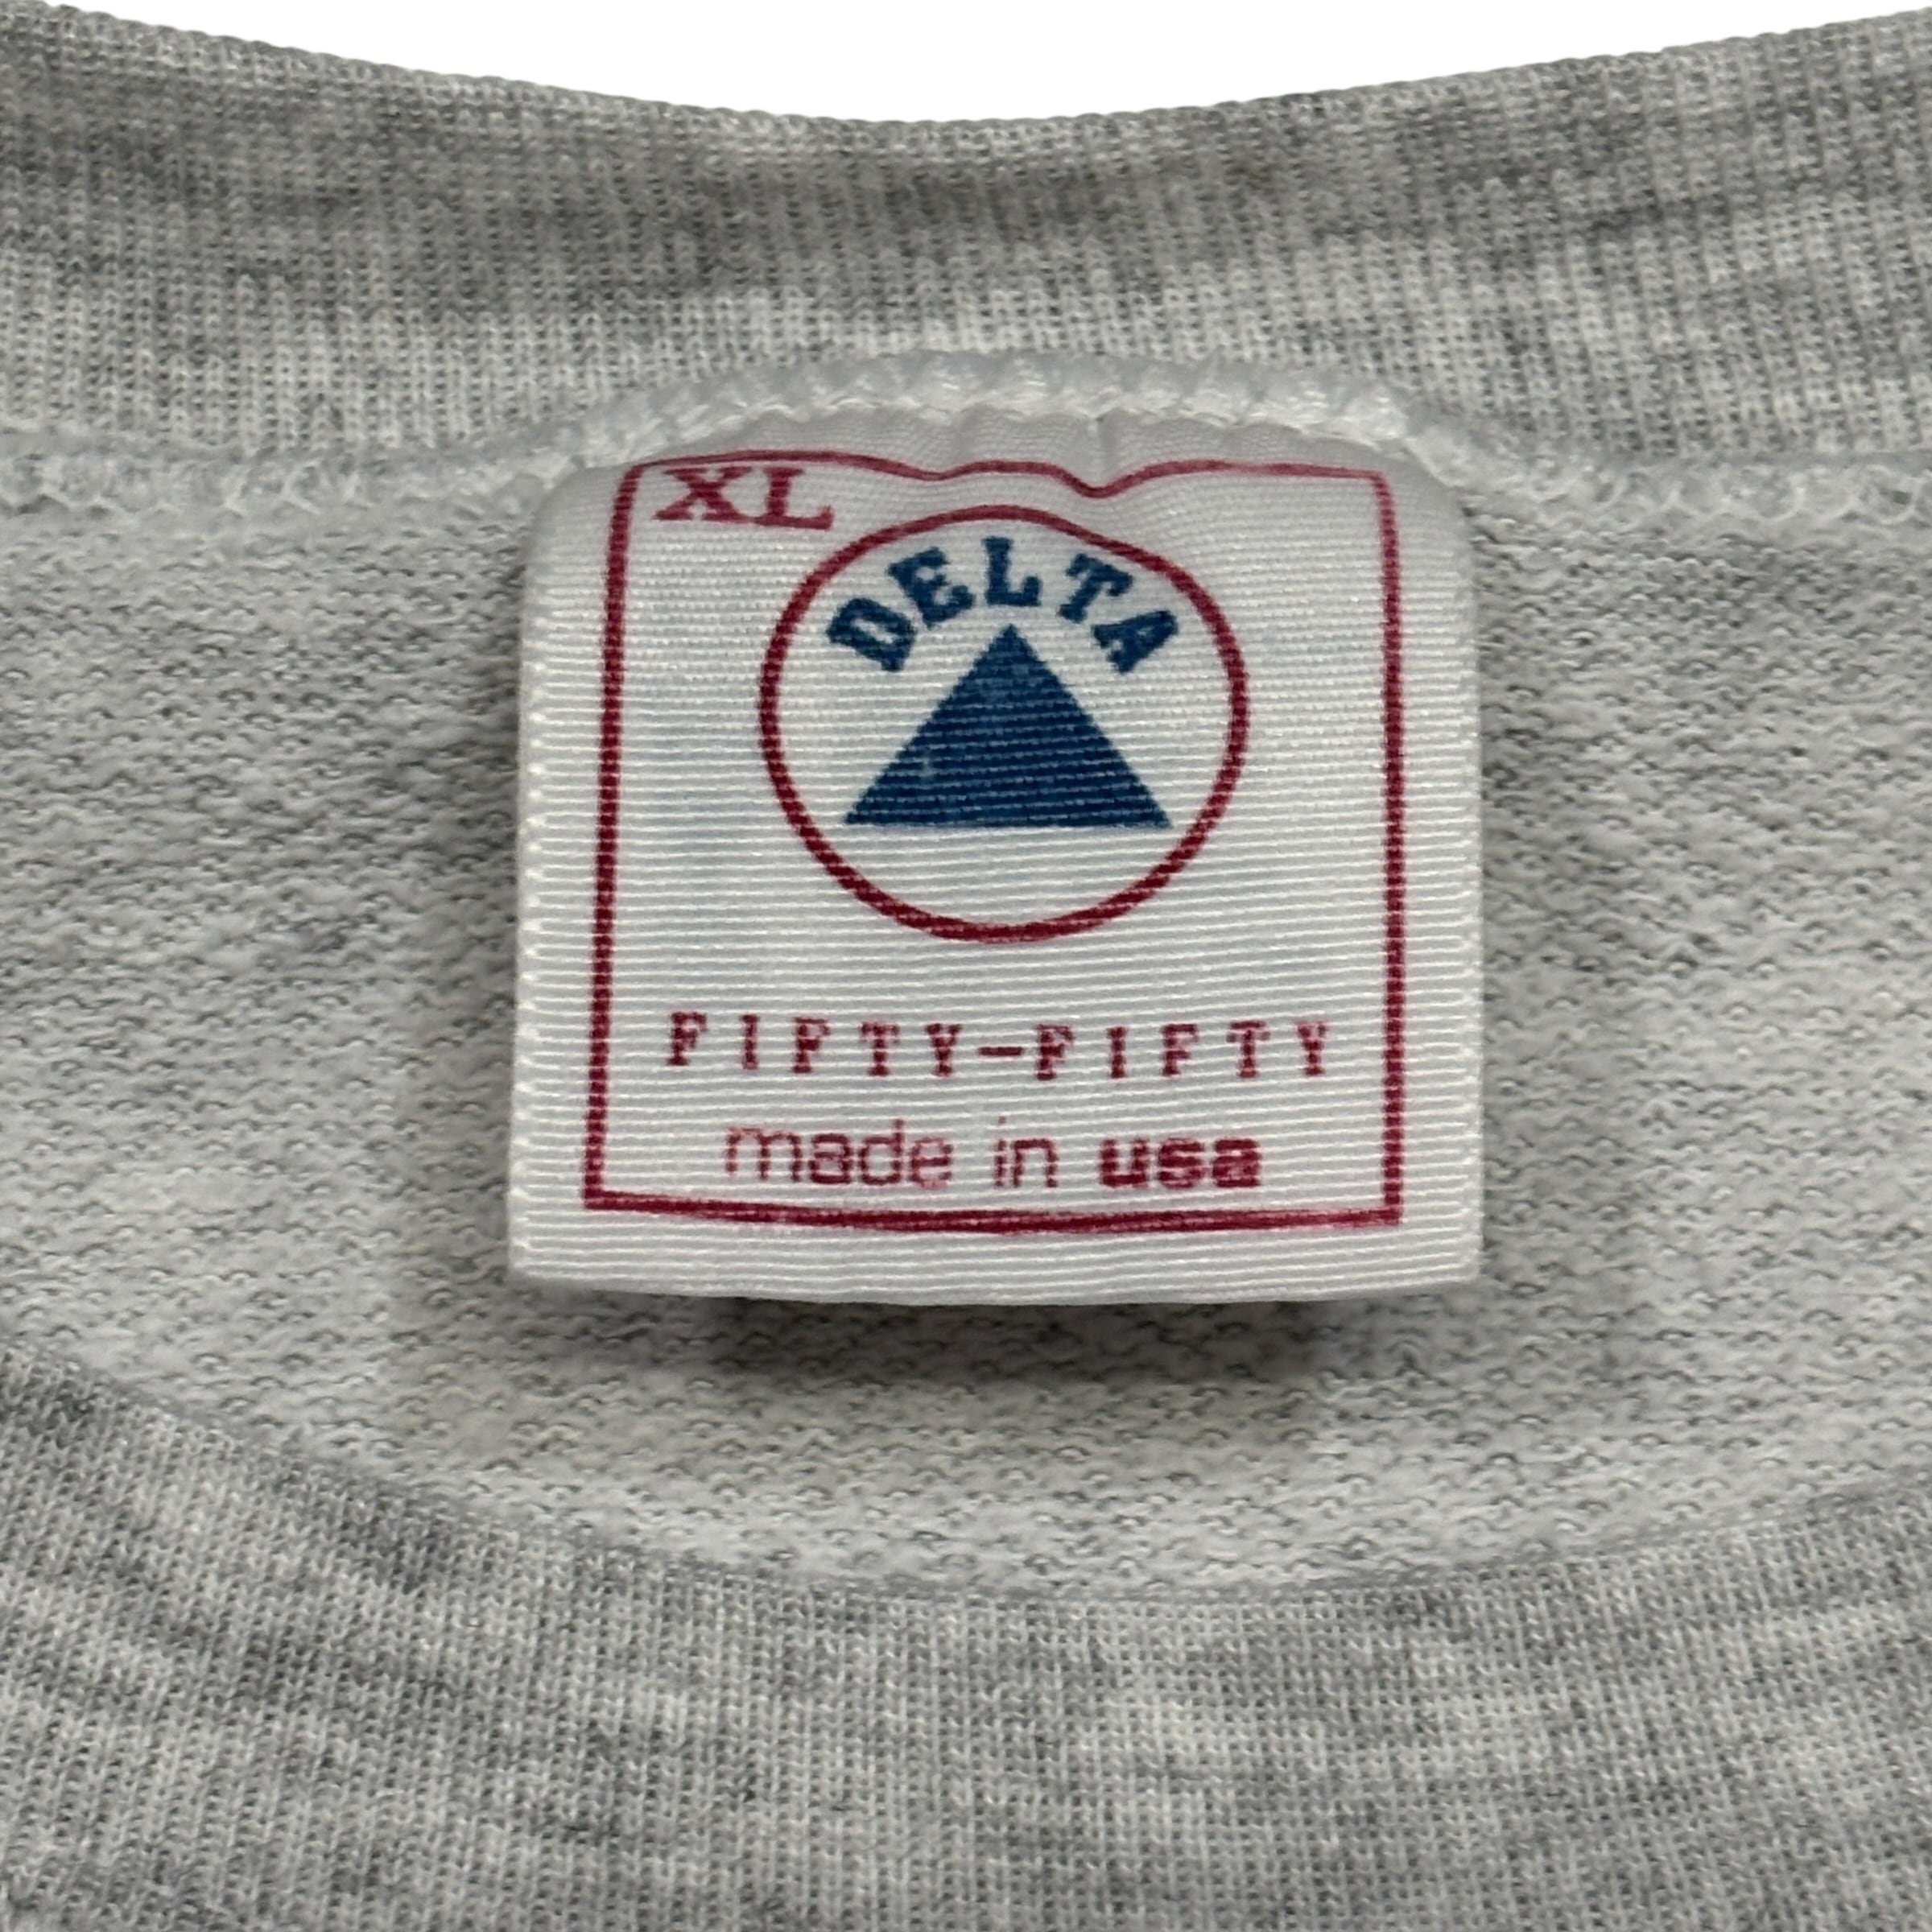 XL
DELTA
FIFTY-FIFTY
made in usa